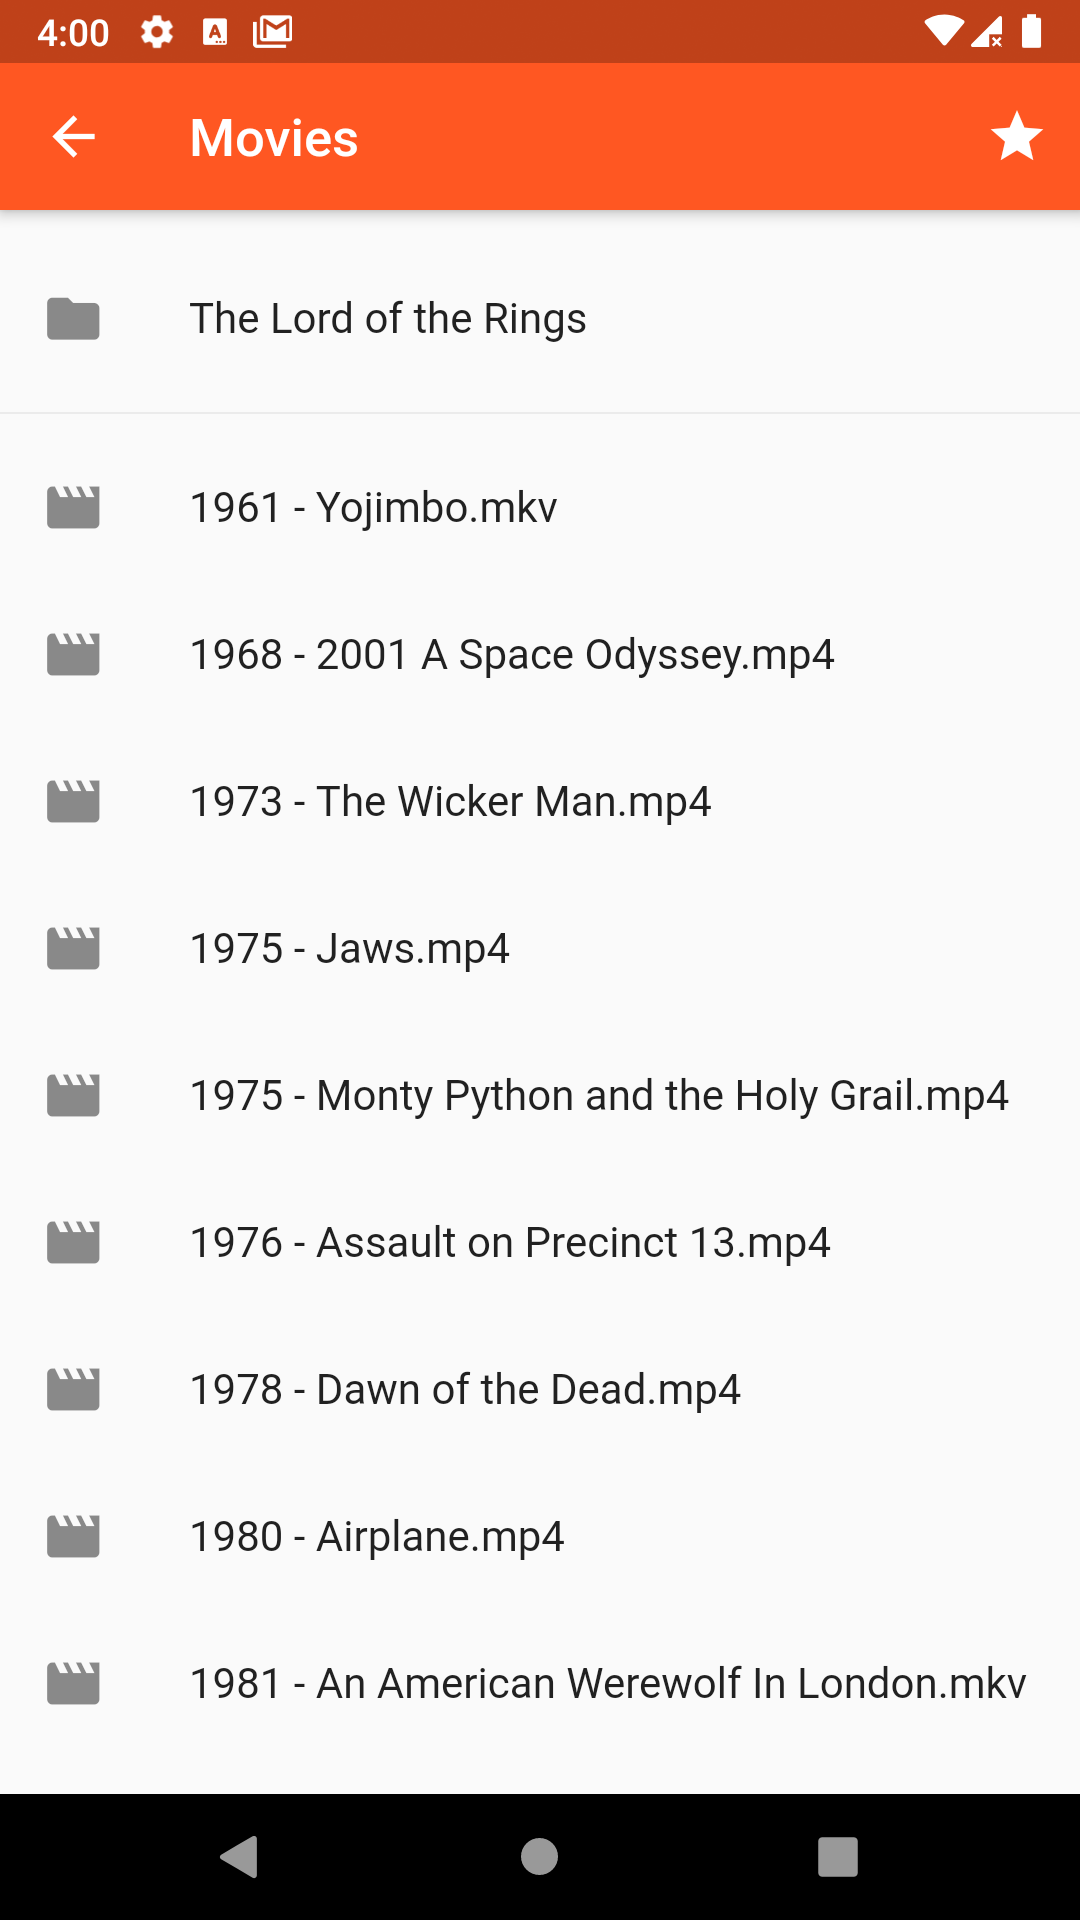 4:00
Movies
The Lord of the Rings
1961 - Yojimbo.mkv
1968 - 2001 A Space Odyssey.mp4
1973 - The Wicker Man.mp4
1975 - Jaws.mp4
1975 - Monty Python and the Holy Grail.mp4
1976 - Assault on Precinct 13.mp4
1978 - Dawn of the Dead.mp4
1980 - Airplane.mp4
1981 - An American Werewolf In London.mkv